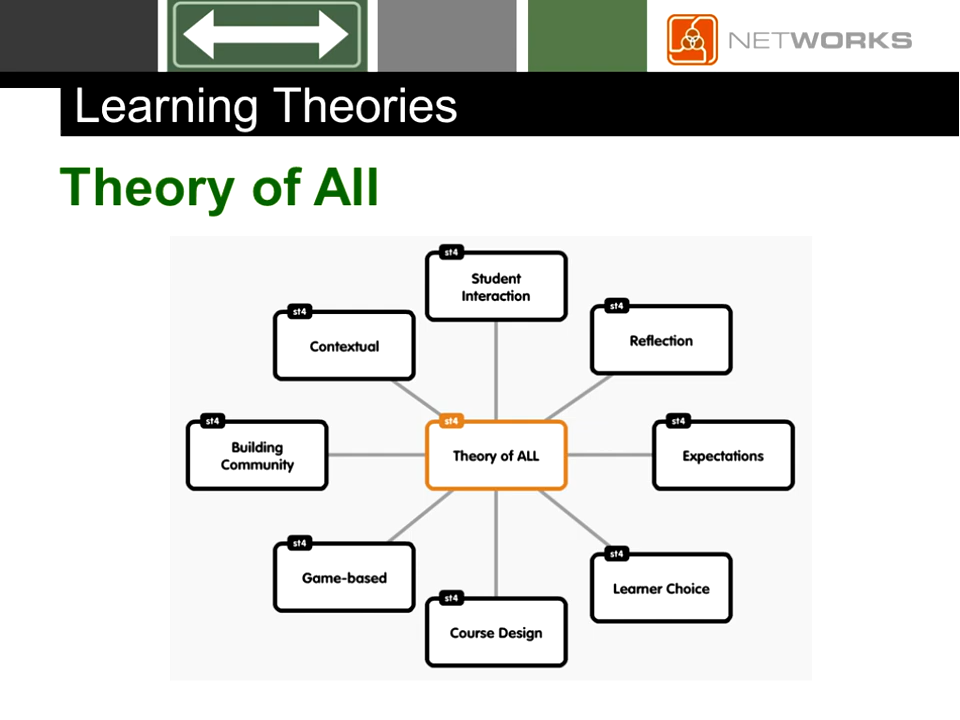 NETWORKS
Learning Theories
Theory of All
st4
Student
Interaction
st4
Contextual
st4
Reflection
st4
Building
Community
st4
Theory of ALL
st4
Expectations
st4
Game-based
st4
Learner Choice
st4
Course Design